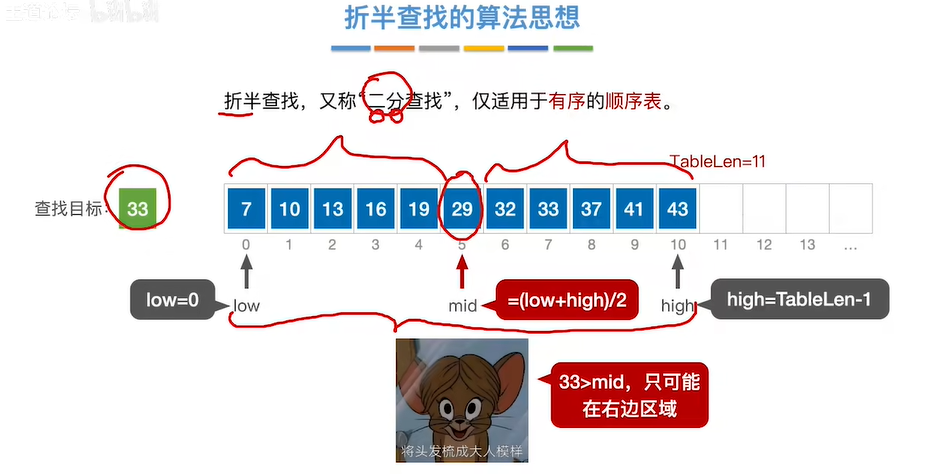 折半查找的算法思想
折半查找，又称“二分查找”，仅适用于有序的顺序表。
TableLen=11
查找目标： 33 7 10 13 16 19 29 32 33 37 41 43
0 1 2 3 4 5 6 7 8 9 10 11 12 13 ...
low=0 low mid =(low+high)/2 high high=TableLen-1
33>mid，只可能
在右边区域
将头发梳成大人模样